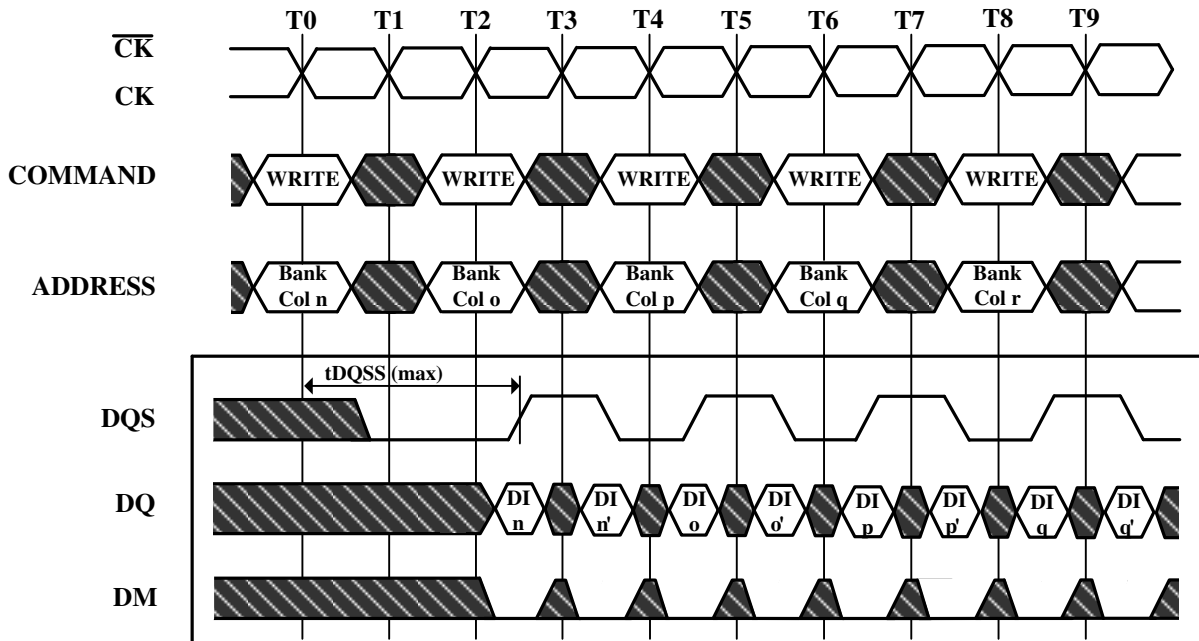 T0 T1 T2 T3 T4 T5 T6 T7 T8 T9
CK
CK
COMMAND WRITE WRITE WRITE WRITE WRITE
ADDRESS
Bank Bank Bank Bank Bank
Col n Col o Col p Col q Col r
tDQSS (max)
DQS
DQ
DI DI DI DI DI DI DI DI
n n' o o' p p' q q'
DM